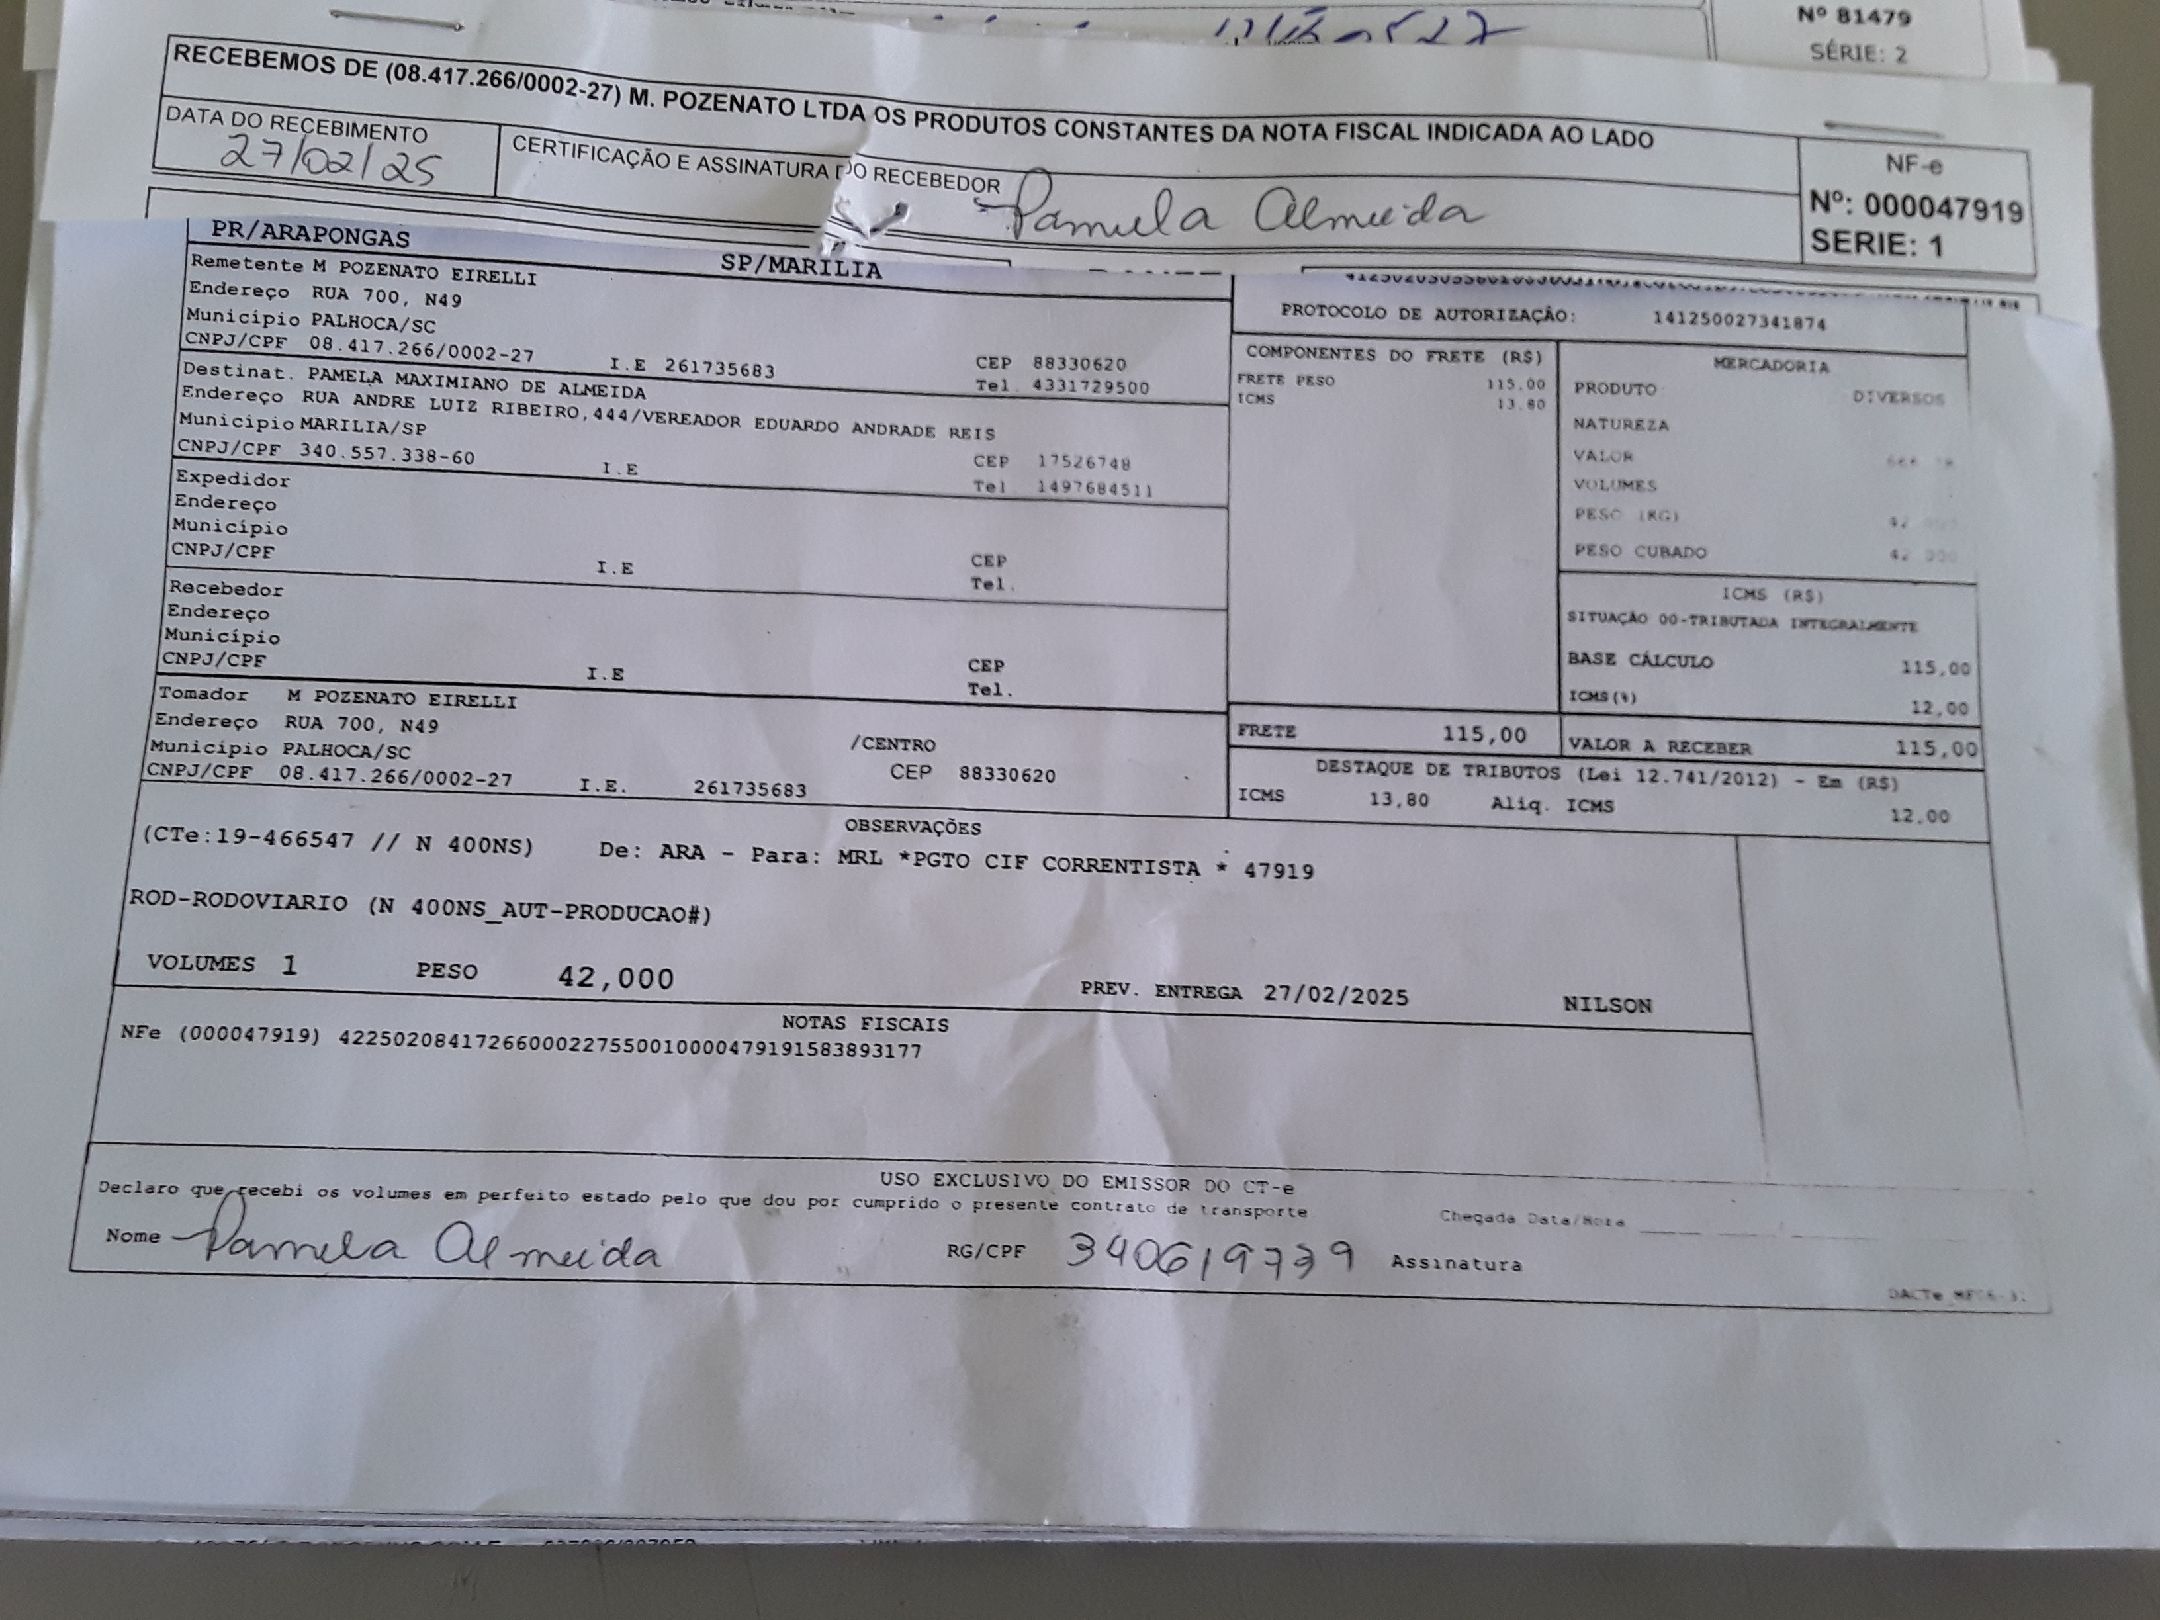 Nº 81479
SÉRIE: 2
RECEBEMOS DE (08.417.266/0002-27) M. POZENATO LTDA OS PRODUTOS CONSTANTES DA NOTA FISCAL INDICADA AO LADO
DATA DO RECEBIMENTO
27/02/25
CERTIFICAÇÃO E ASSINATURA DO RECEBEDOR
Pamela Almeida
NF-e
Nº: 000047919
SERIE: 1
PR/ARAPONGAS
SP/MARILIA
Remetente M POZENATO EIRELLI
Endereço RUA 700, N49
Município PALHOCA/SC
CNPJ/CPF 08.417.266/0002-27 I.E 261735683 CEP 88330620
Tel. 4331729500
Destinat. PAMELA MAXIMIANO DE ALMEIDA
Endereço RUA ANDRE LUIZ RIBEIRO,444/VEREADOR EDUARDO ANDRADE REIS
Município MARILIA/SP
CNPJ/CPF 340.557.338-60 I.E CEP 17526748
Tel 1497684511
Expedidor
Endereço
Município
CNPJ/CPF I.E CEP
Tel.
Recebedor
Endereço
Município
CNPJ/CPF I.E CEP
Tel.
Tomador M POZENATO EIRELLI
Endereço RUA 700, N49 /CENTRO
Município PALHOCA/SC CEP 88330620
CNPJ/CPF 08.417.266/0002-27 I.E. 261735683
PROTOCOLO DE AUTORIZAÇÃO: 141250027341874
COMPONENTES DO FRETE (R$)
FRETE PESO 115.00
ICMS 13.80
MERCADORIA
PRODUTO DIVERSOS
NATUREZA
VALOR
VOLUMES
PESO (KG) 42
PESO CUBADO 42
ICMS (R$)
SITUAÇÃO 00-TRIBUTADA INTEGRALMENTE
BASE CÁLCULO 115,00
ICMS(%) 12,00
FRETE 115,00
VALOR A RECEBER 115,00
DESTAQUE DE TRIBUTOS (Lei 12.741/2012) - Em (R$)
ICMS 13,80 Aliq. ICMS 12,00
OBSERVAÇÕES
(CTe:19-466547 // N 400NS) De: ARA - Para: MRL *PGTO CIF CORRENTISTA * 47919
ROD-RODOVIARIO (N 400NS_AUT-PRODUCAO#)
VOLUMES 1 PESO 42,000 PREV. ENTREGA 27/02/2025 NILSON
NOTAS FISCAIS
NFe (000047919) 42250208417266000227550010000479191583893177
USO EXCLUSIVO DO EMISSOR DO CT-e
Declaro que recebi os volumes em perfeito estado pelo que dou por cumprido o presente contrato de transporte
Chegada Data/Hora
Nome Pamela Almeida RG/CPF 340619739 Assinatura